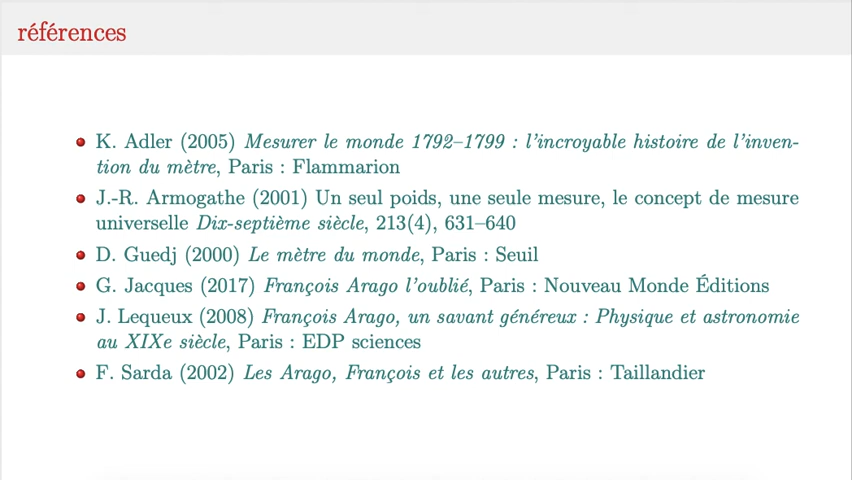 références
K. Adler (2005) Mesurer le monde 1792–1799 : l'incroyable histoire de l'inven-
tion du mètre, Paris : Flammarion
J.-R. Armogathe (2001) Un seul poids, une seule mesure, le concept de mesure
universelle Dix-septième siècle, 213(4), 631–640
D. Guedj (2000) Le mètre du monde, Paris : Seuil
G. Jacques (2017) François Arago l'oublié, Paris : Nouveau Monde Éditions
J. Lequeux (2008) François Arago, un savant généreux : Physique et astronomie
au XIXe siècle, Paris : EDP sciences
F. Sarda (2002) Les Arago, François et les autres, Paris : Taillandier